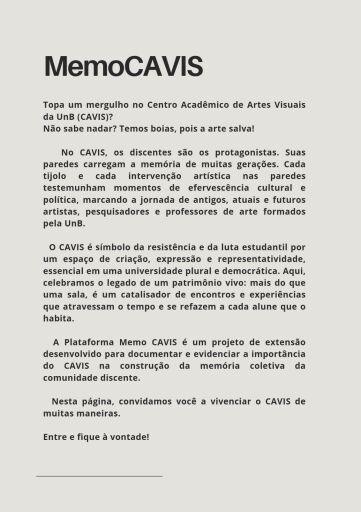 MemoCAVIS
Topa um mergulho no Centro Acadêmico de Artes Visuais
da UnB (CAVIS)?
Não sabe nadar? Temos boias, pois a arte salva!
No CAVIS, os discentes são os protagonistas. Suas
paredes carregam a memória de muitas gerações. Cada
tijolo e cada intervenção artística nas paredes
testemunham momentos de efervescência cultural e
política, marcando a jornada de antigos, atuais e futuros
artistas, pesquisadores e professores de arte formados
pela UnB.
O CAVIS é símbolo da resistência e da luta estudantil por
um espaço de criação, expressão e representatividade,
essencial em uma universidade plural e democrática. Aqui,
celebramos o legado de um patrimônio vivo: mais do que
uma sala, é um catalisador de encontros e experiências
que atravessam o tempo e se refazem a cada alune que o
habita.
A Plataforma Memo CAVIS é um projeto de extensão
desenvolvido para documentar e evidenciar a importância
do CAVIS na construção da memória coletiva da
comunidade discente.
Nesta página, convidamos você a vivenciar o CAVIS de
muitas maneiras.
Entre e fique à vontade!